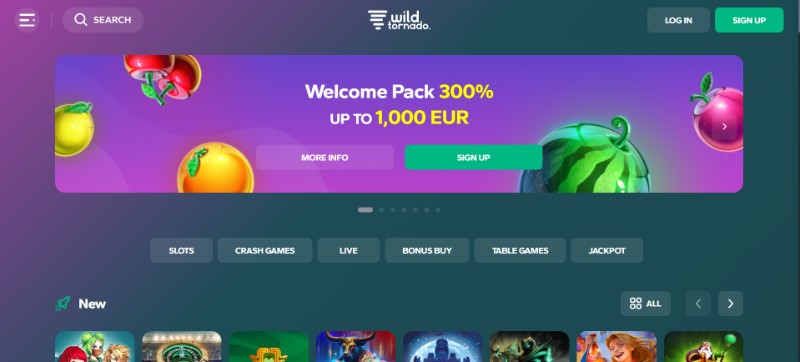 SEARCH
wild
tornado.
LOG IN
SIGN UP
Welcome Pack 300%
UP TO 1,000 EUR
MORE INFO
SIGN UP
SLOTS
CRASH GAMES
LIVE
BONUS BUY
TABLE GAMES
JACKPOT
New
ALL